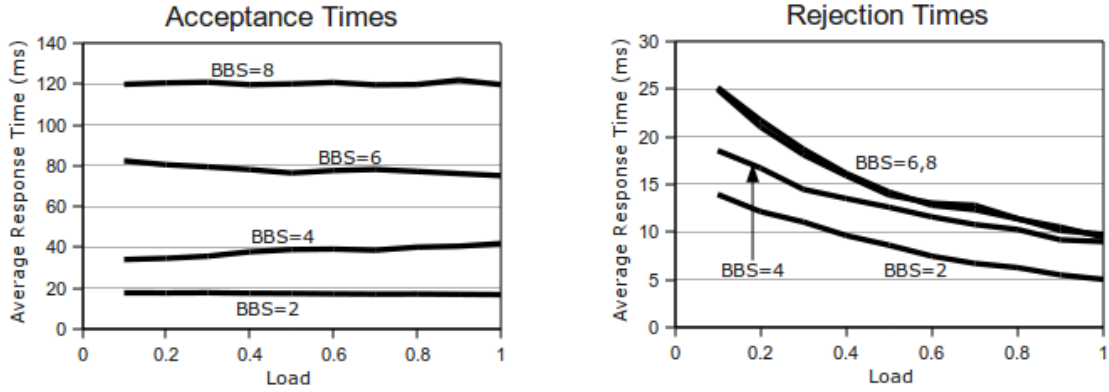 Acceptance Times
Average Response Time (ms)
140
120
100
80
60
40
20
0
BBS=8
BBS=6
BBS=4
BBS=2
0
0.2
0.4
0.6
0.8
1
Load
Rejection Times
Average Response Time (ms)
30
25
20
15
10
5
0
BBS=6,8
BBS=4
BBS=2
0
0.2
0.4
0.6
0.8
1
Load